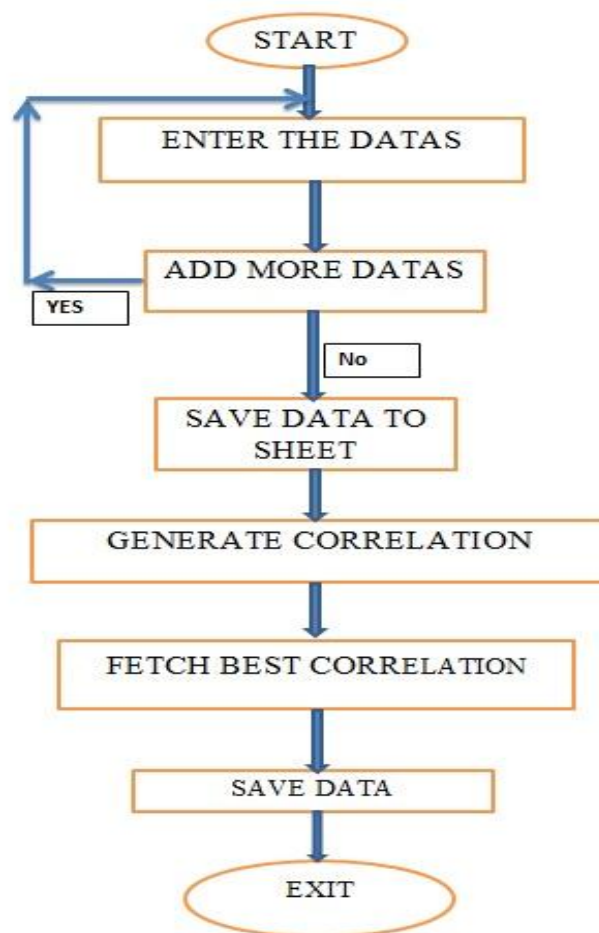 START
ENTER THE DATAS
ADD MORE DATAS
YES
No
SAVE DATA TO
SHEET
GENERATE CORRELATION
FETCH BEST CORRELATION
SAVE DATA
EXIT